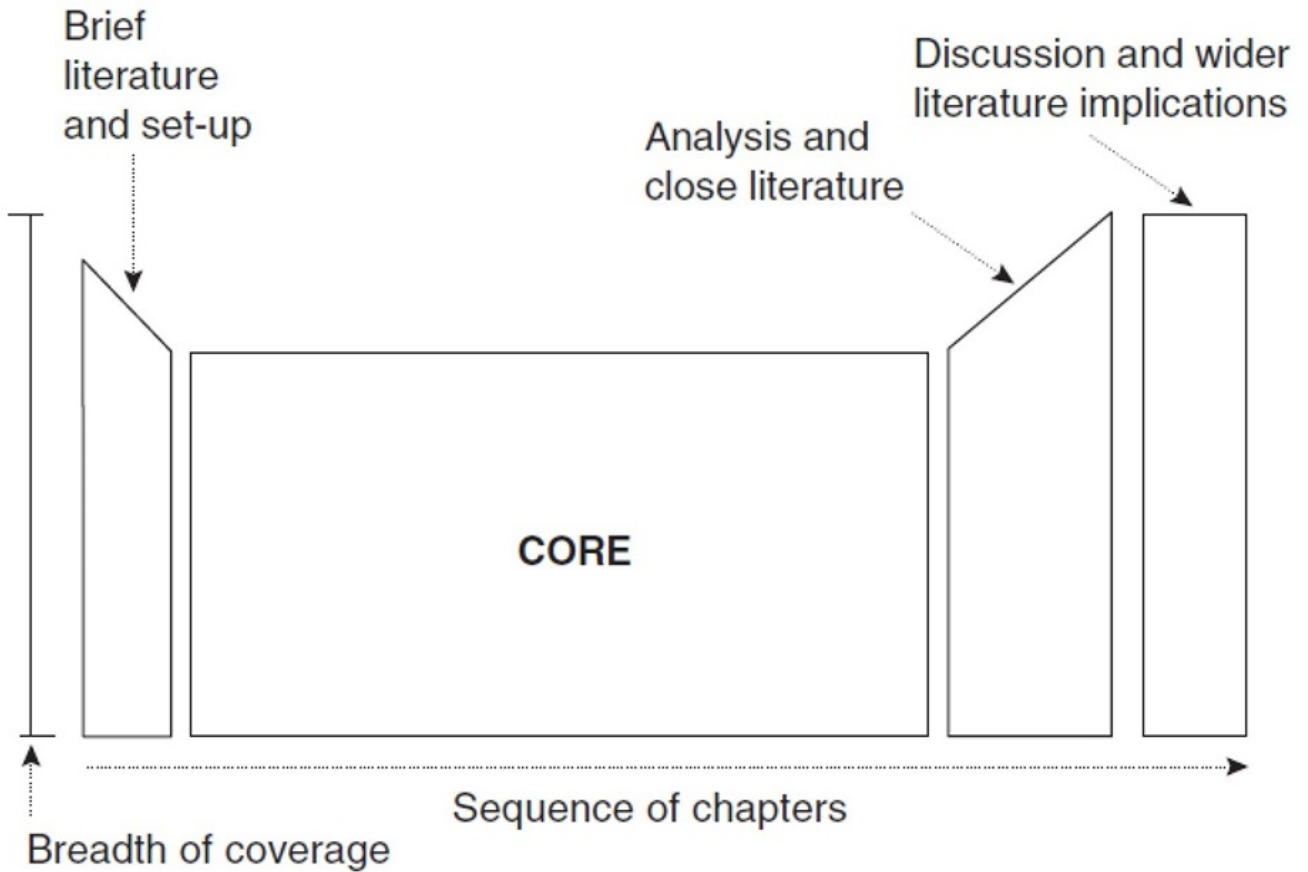 Brief
literature
and set-up
Discussion and wider
literature implications
Analysis and
close literature
CORE
Sequence of chapters
Breadth of coverage